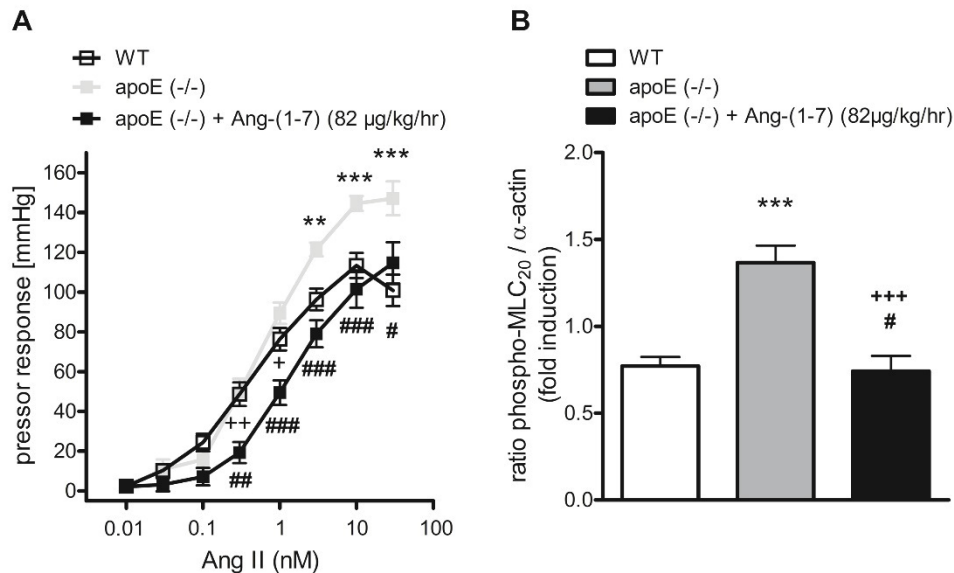 A
WT
apoE (-/-)
apoE (-/-) + Ang-(1-7) (82 µg/kg/hr)
pressor response [mmHg]
160
140
120
100
80
60
40
20
0
0.01
0.1
1
10
100
Ang II (nM)
**
***
***
+
++
##
###
###
###
#
B
WT
apoE (-/-)
apoE (-/-) + Ang-(1-7) (82µg/kg/hr)
ratio phospho-MLC20 / α-actin
(fold induction)
2.0
1.5
1.0
0.5
0.0
***
+++
#